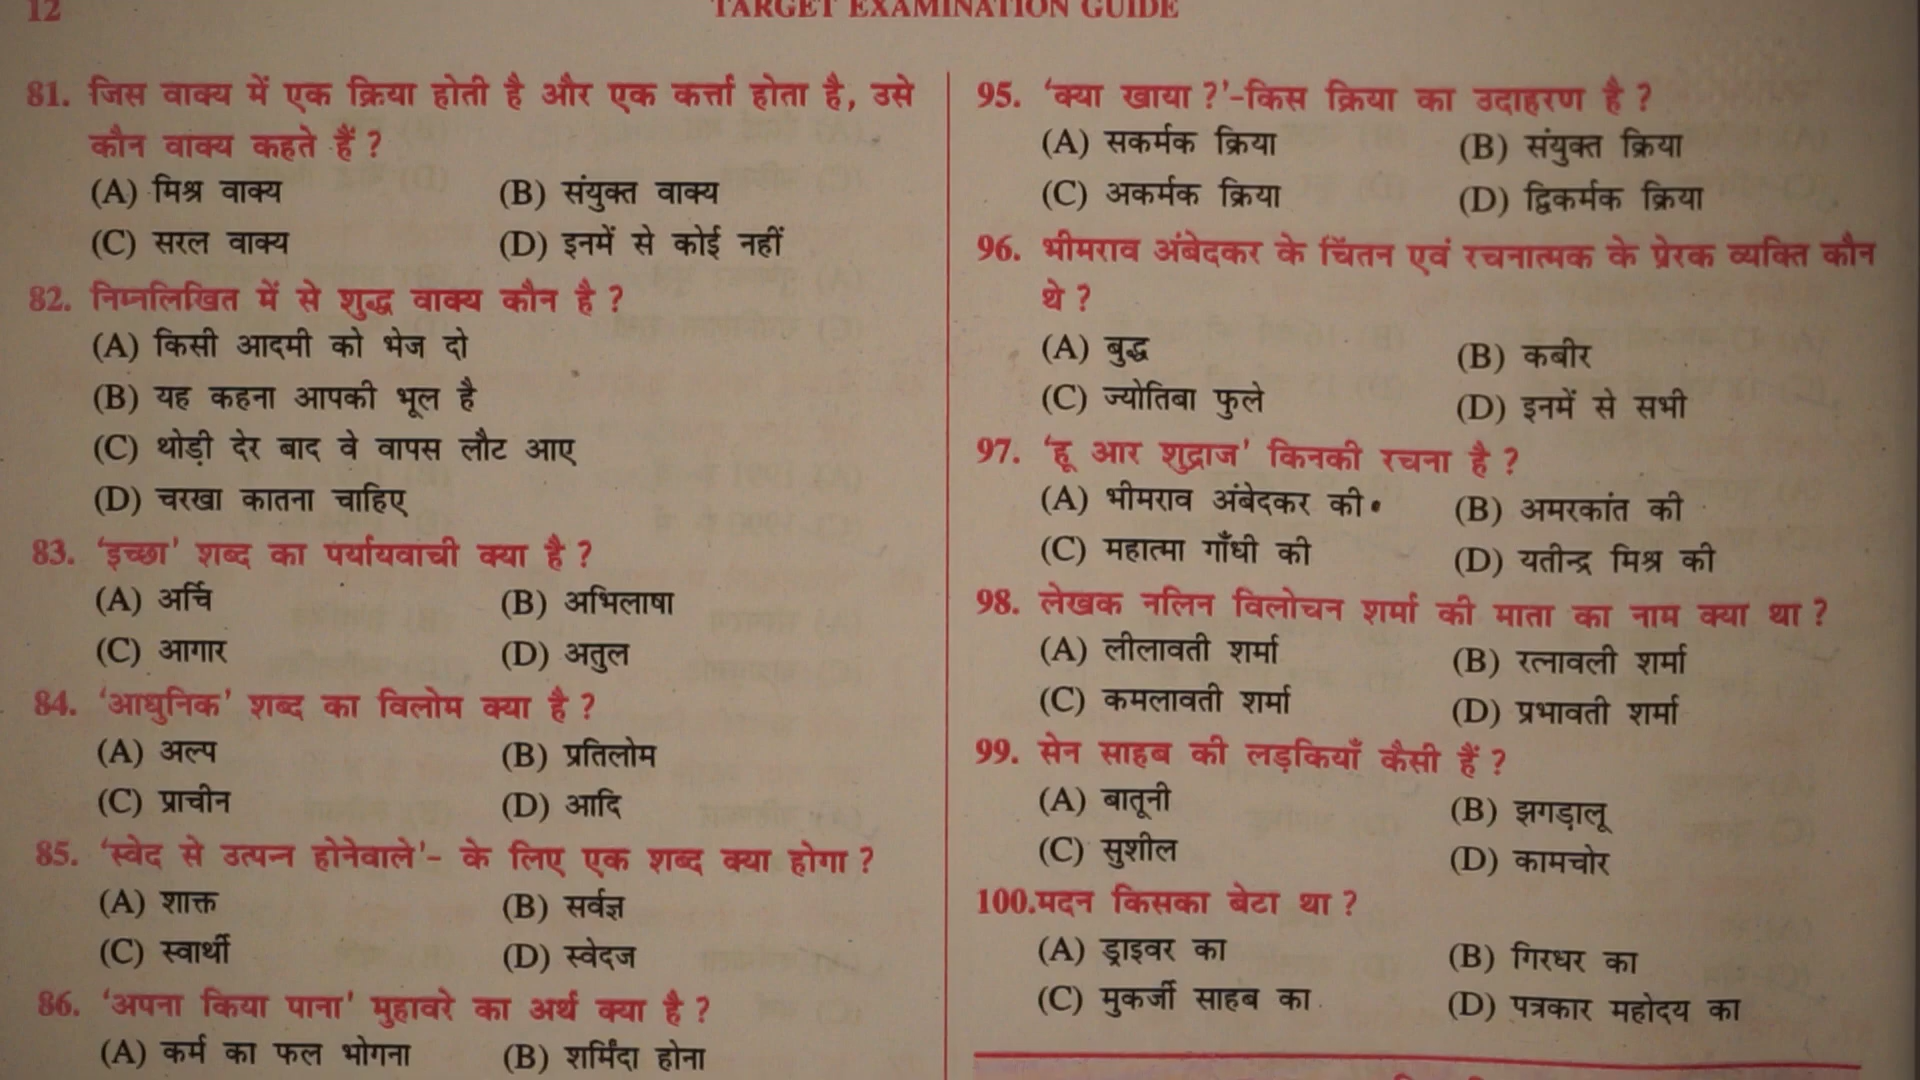 12
TARGET EXAMINATION GUIDE
81. जिस वाक्य में एक क्रिया होती है और एक कर्त्ता होता है, उसे
कौन वाक्य कहते हैं ?
(A) मिश्र वाक्य (B) संयुक्त वाक्य
(C) सरल वाक्य (D) इनमें से कोई नहीं
82. निम्नलिखित में से शुद्ध वाक्य कौन है ?
(A) किसी आदमी को भेज दो
(B) यह कहना आपकी भूल है
(C) थोड़ी देर बाद वे वापस लौट आए
(D) चरखा कातना चाहिए
83. ‘इच्छा’ शब्द का पर्यायवाची क्या है ?
(A) अर्चि (B) अभिलाषा
(C) आगार (D) अतुल
84. ‘आधुनिक’ शब्द का विलोम क्या है ?
(A) अल्प (B) प्रतिलोम
(C) प्राचीन (D) आदि
85. ‘स्वेद से उत्पन्न होनेवाले’- के लिए एक शब्द क्या होगा ?
(A) शाक्त (B) सर्वज्ञ
(C) स्वार्थी (D) स्वेदज
86. ‘अपना किया पाना’ मुहावरे का अर्थ क्या है ?
(A) कर्म का फल भोगना (B) शर्मिंदा होना
95. ‘क्या खाया ?’-किस क्रिया का उदाहरण है ?
(A) सकर्मक क्रिया (B) संयुक्त क्रिया
(C) अकर्मक क्रिया (D) द्विकर्मक क्रिया
96. भीमराव अंबेदकर के चिंतन एवं रचनात्मक के प्रेरक व्यक्ति कौन
थे ?
(A) बुद्ध (B) कबीर
(C) ज्योतिबा फुले (D) इनमें से सभी
97. ‘हू आर शुद्राज’ किनकी रचना है ?
(A) भीमराव अंबेदकर की (B) अमरकांत की
(C) महात्मा गाँधी की (D) यतीन्द्र मिश्र की
98. लेखक नलिन विलोचन शर्मा की माता का नाम क्या था ?
(A) लीलावती शर्मा (B) रत्नावली शर्मा
(C) कमलावती शर्मा (D) प्रभावती शर्मा
99. सेन साहब की लड़कियाँ कैसी हैं ?
(A) बातूनी (B) झगड़ालू
(C) सुशील (D) कामचोर
100.मदन किसका बेटा था ?
(A) ड्राइवर का (B) गिरधर का
(C) मुकर्जी साहब का (D) पत्रकार महोदय का